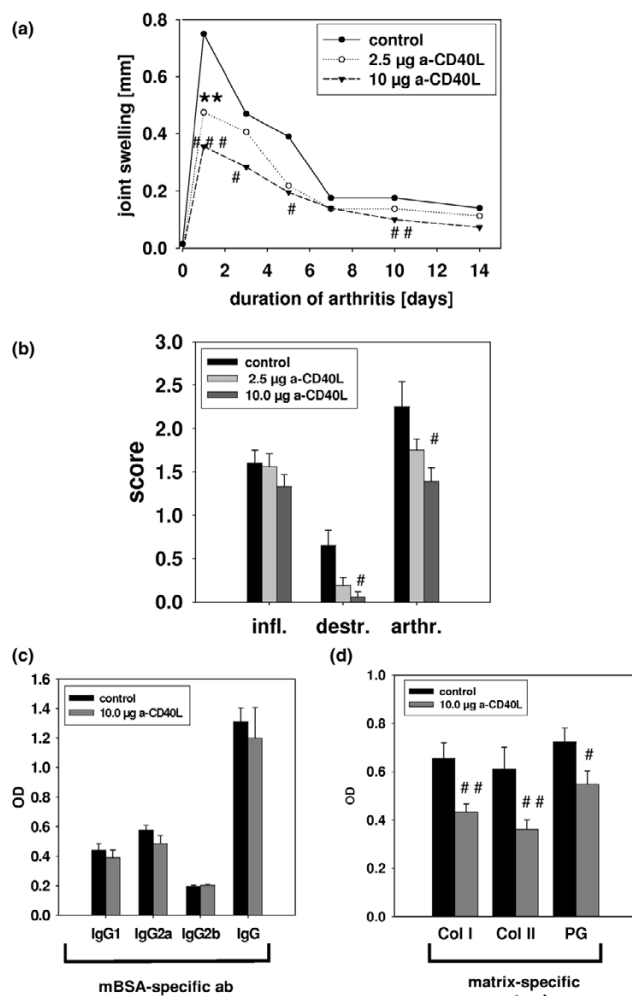 (a)
0.8
0.6
0.4
0.2
0.0
joint swelling [mm]
control
2.5 µg a-CD40L
10 µg a-CD40L
**
# # #
#
#
# #
0 2 4 6 8 10 12 14
duration of arthritis [days]
(b)
3.0
2.5
2.0
1.5
1.0
0.5
0.0
score
control
2.5 µg a-CD40L
10.0 µg a-CD40L
#
#
infl. destr. arthr.
(c)
1.6
1.4
1.2
1.0
0.8
0.6
0.4
0.2
0.0
OD
control
10.0 µg a-CD40L
IgG1 IgG2a IgG2b IgG
mBSA-specific ab
(d)
1.0
0.8
0.6
0.4
0.2
0.0
OD
control
10.0 µg a-CD40L
# #
# #
#
Col I Col II PG
matrix-specific